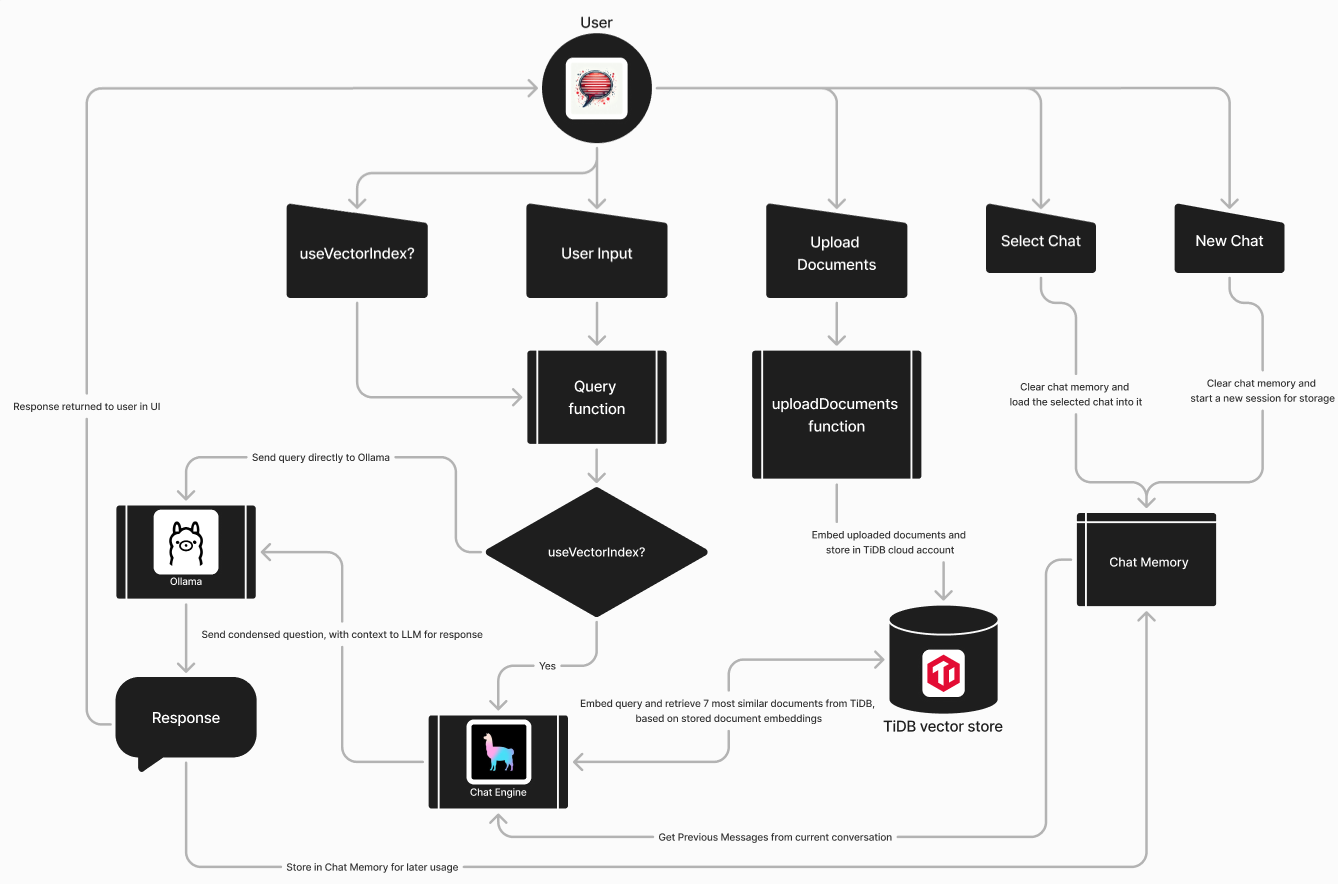 User
useVectorIndex?
User Input
Upload
Documents
Select Chat
New Chat
Query
function
uploadDocuments
function
Clear chat memory and
load the selected chat into it
Clear chat memory and
start a new session for storage
Response returned to user in UI
Send query directly to Ollama
useVectorIndex?
Embed uploaded documents and
store in TiDB cloud account
Chat Memory
Ollama
Send condensed question, with context to LLM for response
Yes
Response
Embed query and retrieve 7 most similar documents from TiDB,
based on stored document embeddings
TiDB vector store
Chat Engine
Get Previous Messages from current conversation
Store in Chat Memory for later usage